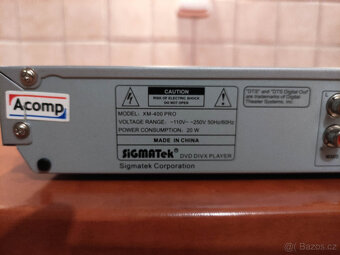 Acomp
CAUTION
RISK OF ELECTRIC SHOCK
DO NOT OPEN
"DTS" and "DTS Digital Out"
are trademarks of Digital
Theater Systems, Inc.
MODEL: XM-400 PRO
VOLTAGE RANGE: ~110V- ~250V 50Hz/60Hz
POWER CONSUMPTION: 20 W
MADE IN CHINA
SiGMATek
DVD DIVX PLAYER
Sigmatek Corporation
L
bazos.cz